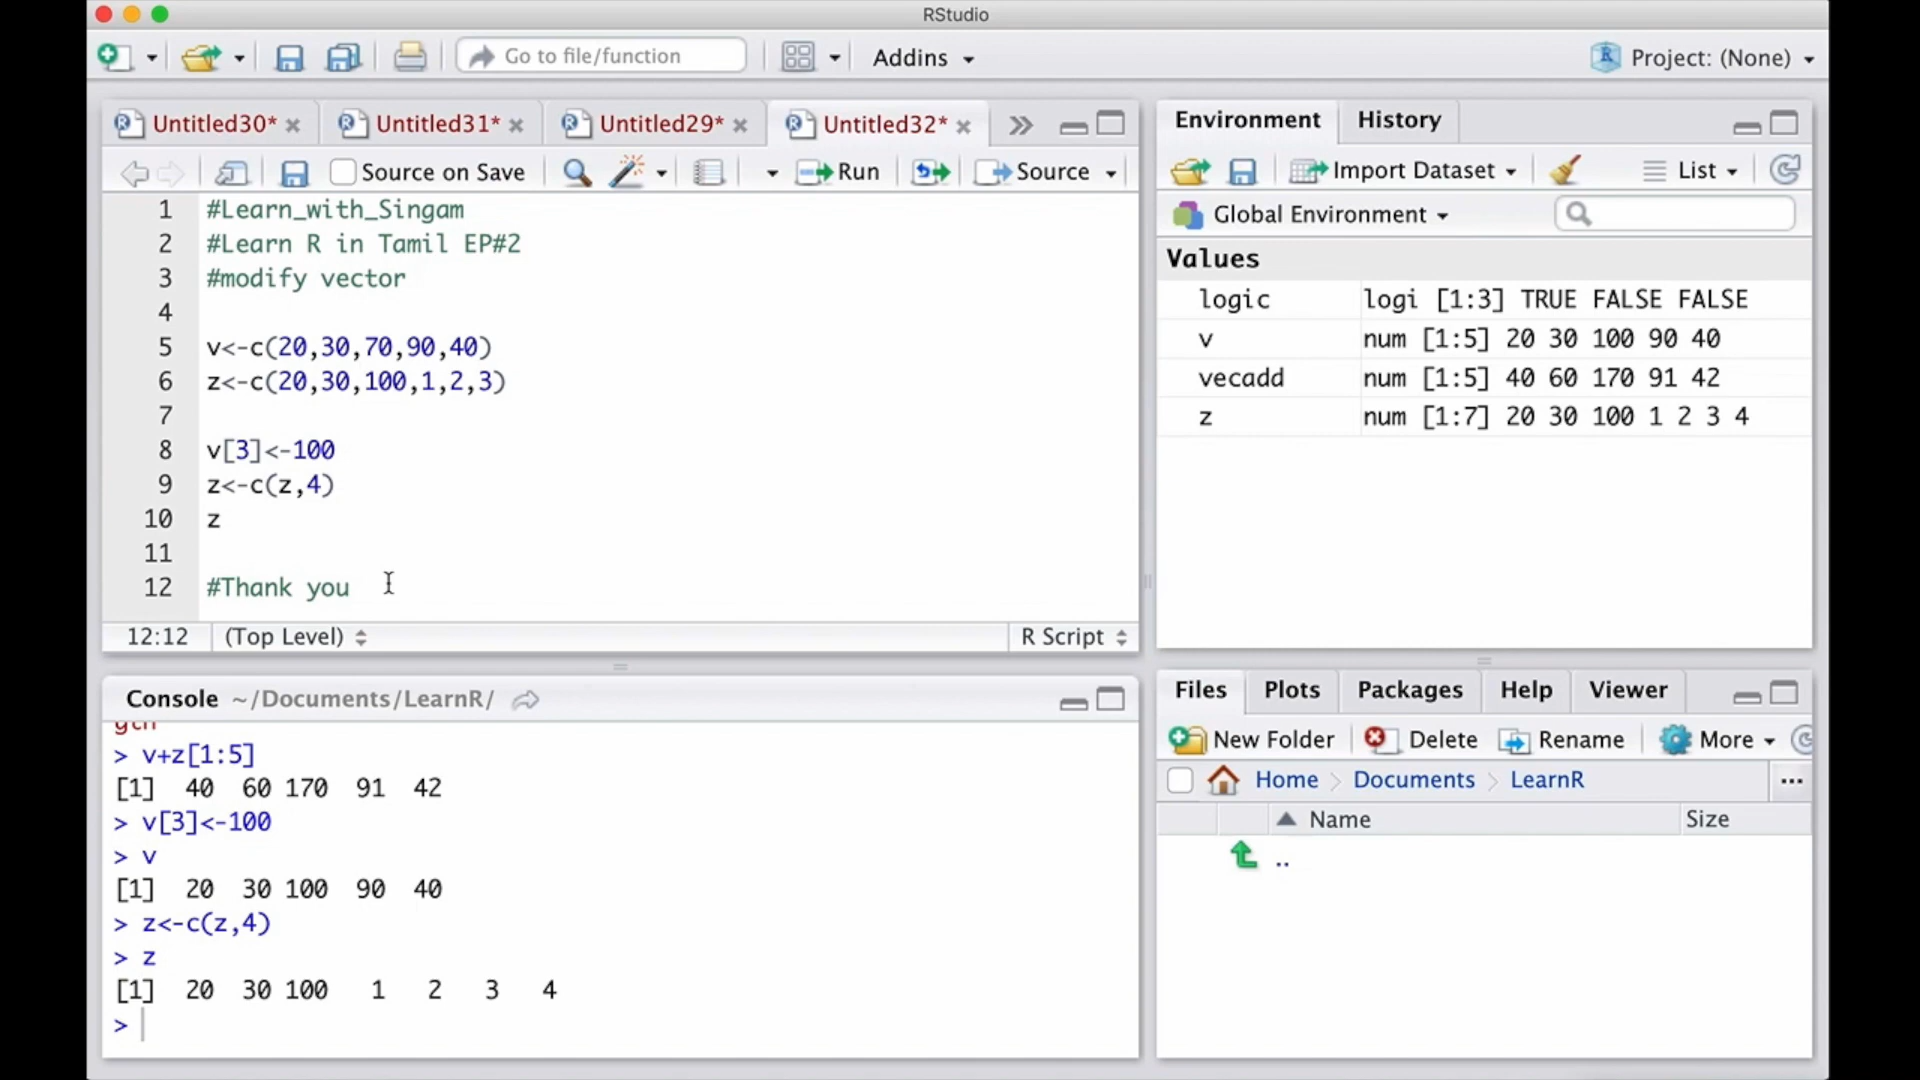 RStudio
Go to file/function
Addins
Project: (None)
Untitled30*
Untitled31*
Untitled29*
Untitled32*
Source on Save
Run
Source
1 #Learn_with_Singam
2 #Learn R in Tamil EP#2
3 #modify vector
4
5 v<-c(20,30,70,90,40)
6 z<-c(20,30,100,1,2,3)
7
8 v[3]<-100
9 z<-c(z,4)
10 z
11
12 #Thank you
12:12 (Top Level) R Script
Console ~/Documents/LearnR/
> v+z[1:5]
[1] 40 60 170 91 42
> v[3]<-100
> v
[1] 20 30 100 90 40
> z<-c(z,4)
> z
[1] 20 30 100 1 2 3 4
>
Environment History
Import Dataset List
Global Environment
Values
logic logi [1:3] TRUE FALSE FALSE
v num [1:5] 20 30 100 90 40
vecadd num [1:5] 40 60 170 91 42
z num [1:7] 20 30 100 1 2 3 4
Files Plots Packages Help Viewer
New Folder Delete Rename More
Home > Documents > LearnR ...
Name Size
..